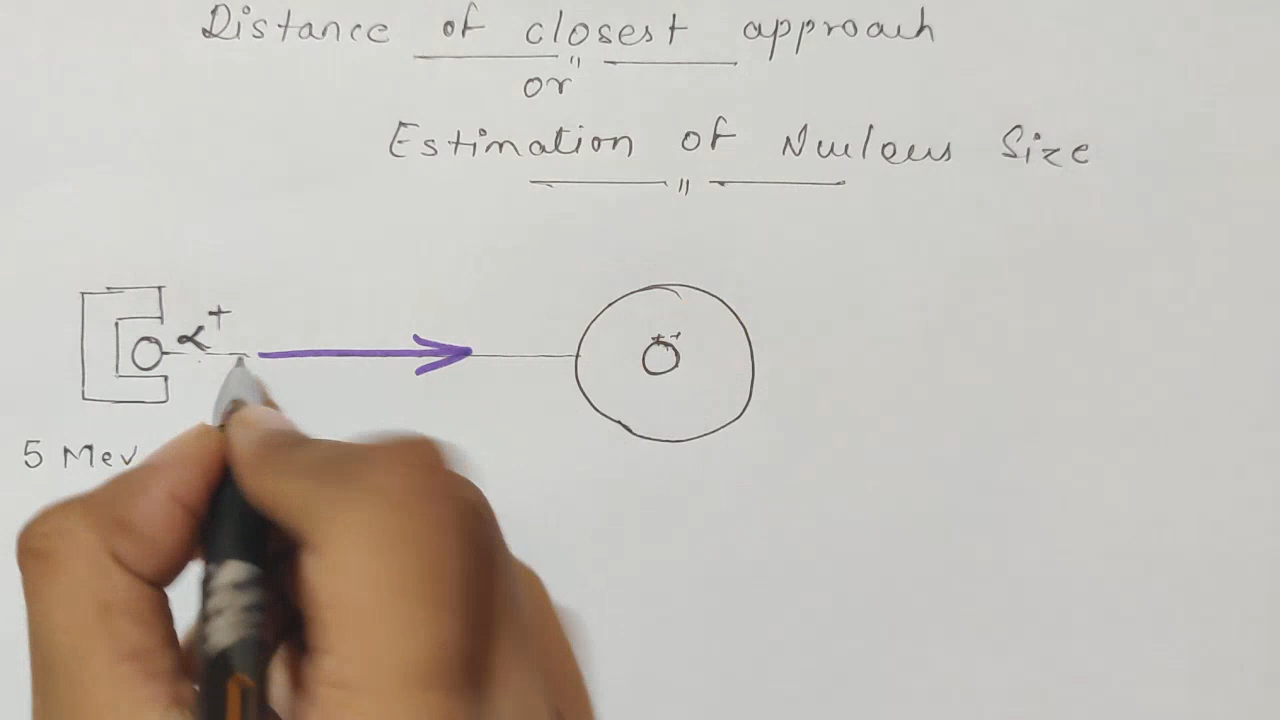 Distance of closest approach
or
Estimation of Nucleus Size
α+
++
5 Mev